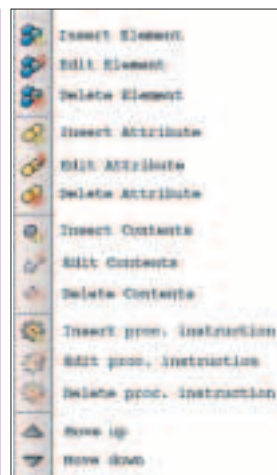 Insert Element
Edit Element
Delete Element
Insert Attribute
Edit Attribute
Delete Attribute
Insert Contents
Edit Contents
Delete Contents
Insert proc. instruction
Edit proc. instruction
Delete proc. instruction
Move up
Move down